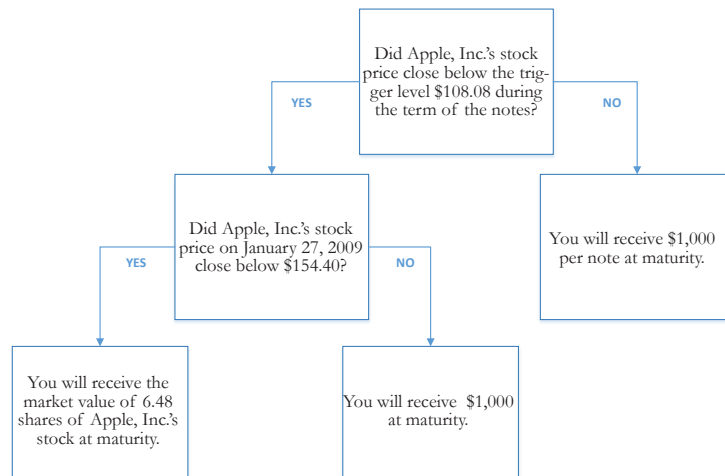 Did Apple, Inc.'s stock
price close below the trig-
ger level $108.08 during
the term of the notes?
YES
NO
Did Apple, Inc.'s stock
price on January 27, 2009
close below $154.40?
You will receive $1,000
per note at maturity.
YES
NO
You will receive the
market value of 6.48
shares of Apple, Inc.'s
stock at maturity.
You will receive $1,000
at maturity.